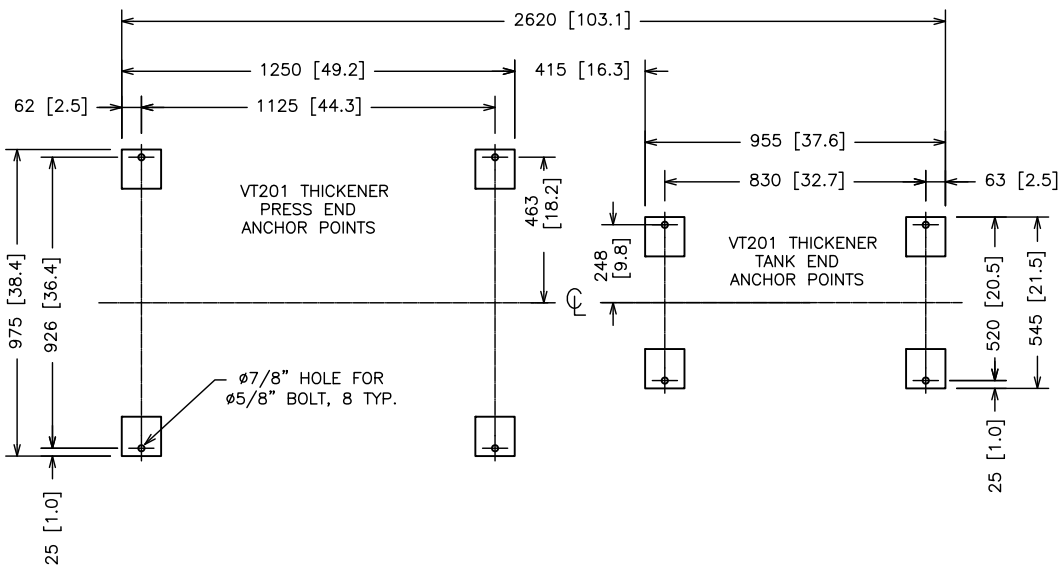 2620 [103.1]
1250 [49.2]
415 [16.3]
62 [2.5]
1125 [44.3]
955 [37.6]
830 [32.7]
63 [2.5]
VT201 THICKENER
PRESS END
ANCHOR POINTS
463
[18.2]
VT201 THICKENER
TANK END
ANCHOR POINTS
248
[9.8]
975 [38.4]
926 [36.4]
520 [20.5]
545 [21.5]
℄
ø7/8" HOLE FOR
ø5/8" BOLT, 8 TYP.
25 [1.0]
25 [1.0]